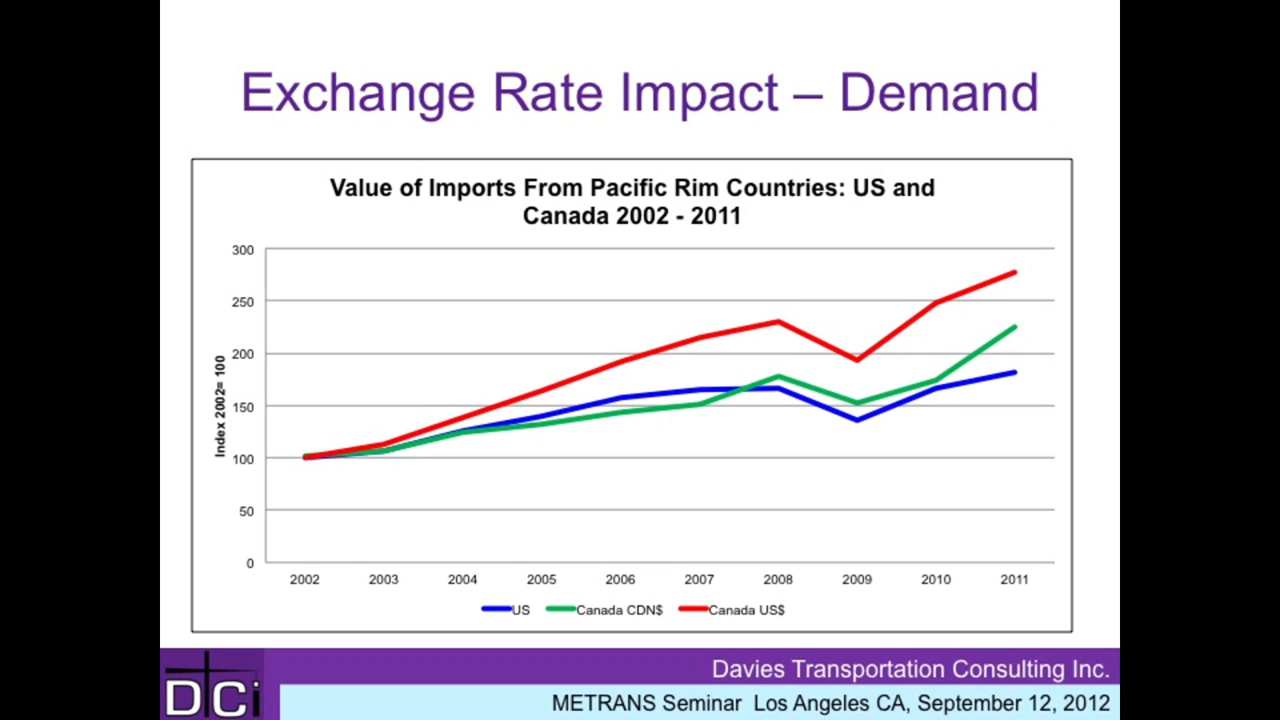 Exchange Rate Impact – Demand
Value of Imports From Pacific Rim Countries: US and
Canada 2002 - 2011
Index 2002= 100
300
250
200
150
100
50
0
2002 2003 2004 2005 2006 2007 2008 2009 2010 2011
US Canada CDN$ Canada US$
Davies Transportation Consulting Inc.
DTCi
METRANS Seminar Los Angeles CA, September 12, 2012